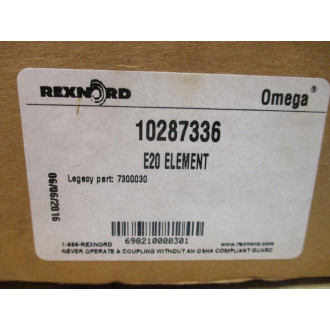 REXNORD Omega®
10287336
E20 ELEMENT
Legacy part: 7300030
06/06/2016
1-866-REXNORD www.rexnord.com
698210000301
NEVER OPERATE A COUPLING WITHOUT AN OSHA COMPLIANT GUARD